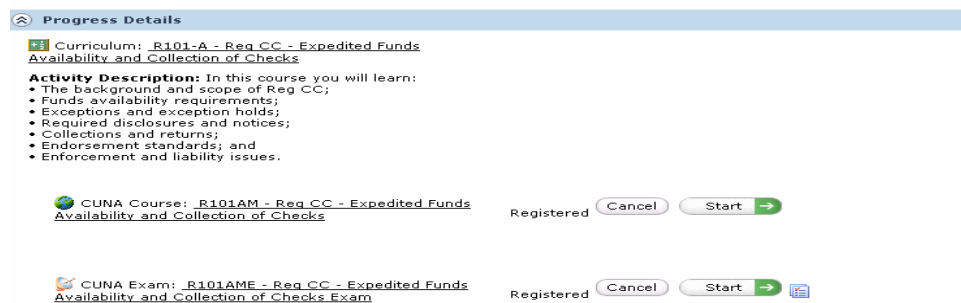 Progress Details
Curriculum: R101-A - Reg CC - Expedited Funds
Availability and Collection of Checks
Activity Description: In this course you will learn:
• The background and scope of Reg CC;
• Funds availability requirements;
• Exceptions and exception holds;
• Required disclosures and notices;
• Collections and returns;
• Endorsement standards; and
• Enforcement and liability issues.
CUNA Course: R101AM - Reg CC - Expedited Funds
Availability and Collection of Checks
Registered Cancel Start
CUNA Exam: R101AME - Reg CC - Expedited Funds
Availability and Collection of Checks Exam
Registered Cancel Start